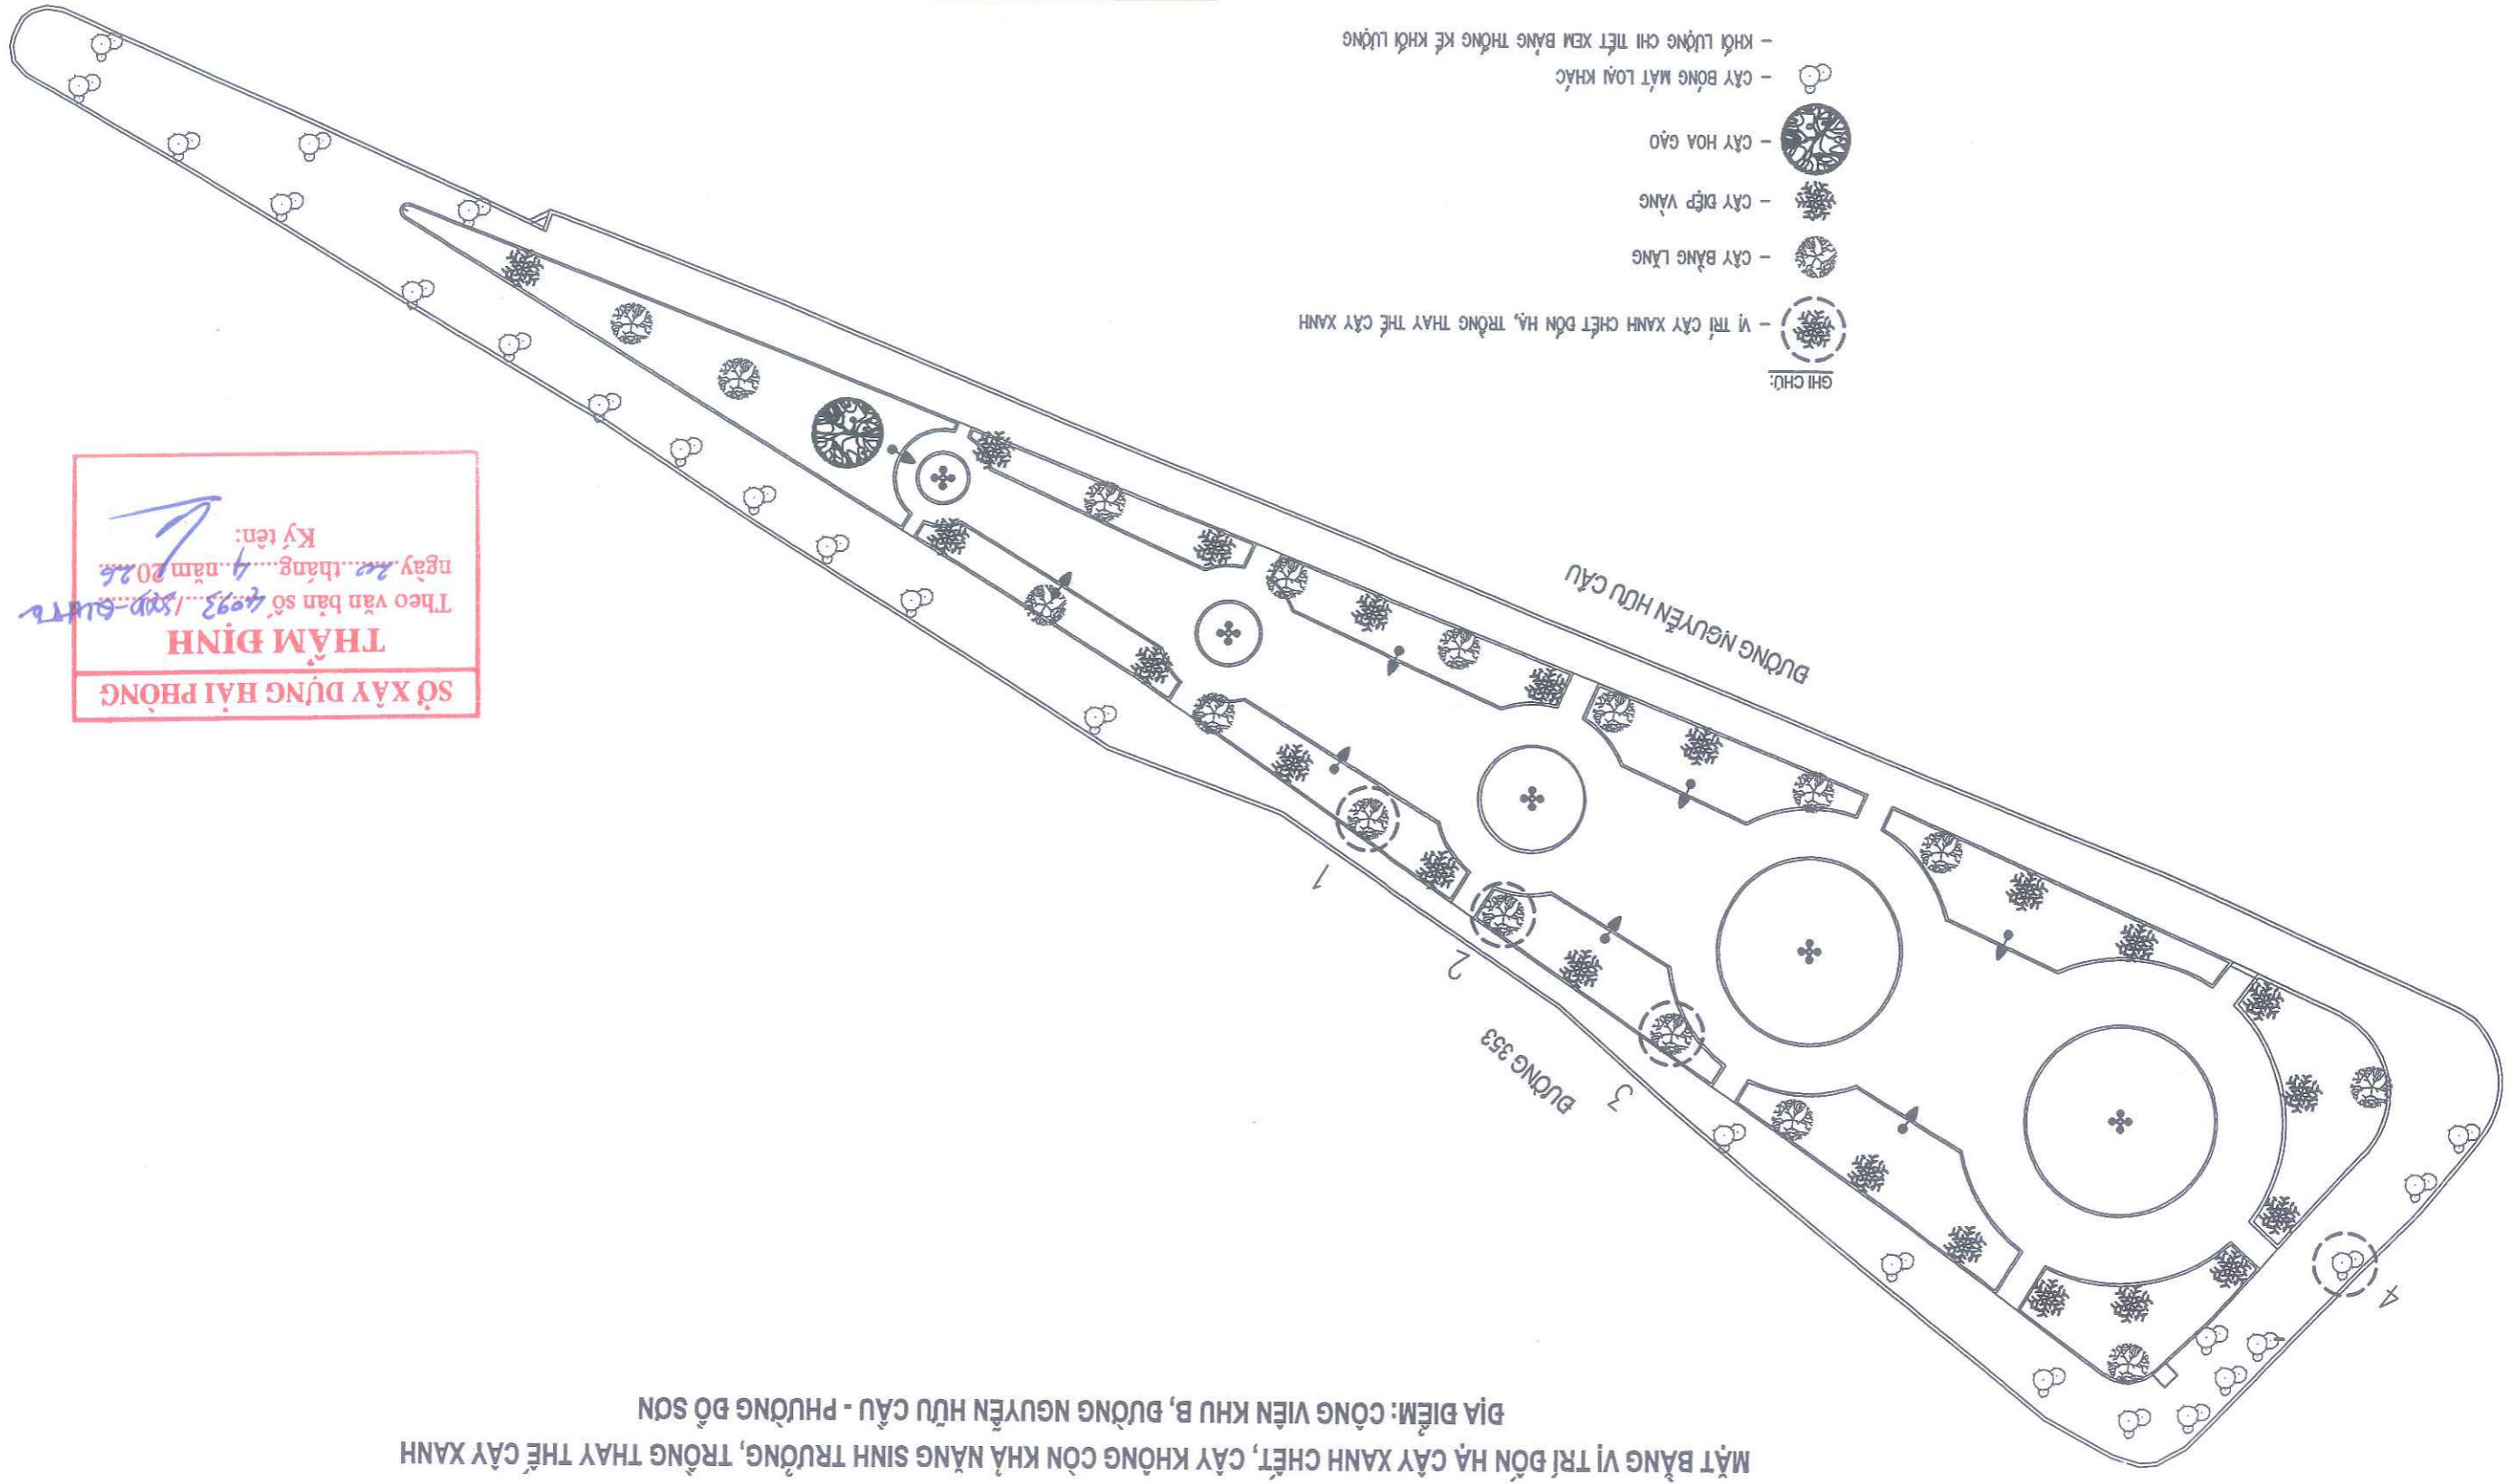 MẶT BẰNG VỊ TRÍ ĐỐN HẠ CÂY XANH CHẾT, CÂY KHÔNG CÒN KHẢ NĂNG SINH TRƯỞNG, TRỒNG THAY THẾ CÂY XANH
ĐỊA ĐIỂM: CÔNG VIÊN KHU B, ĐƯỜNG NGUYỄN HỮU CẦU - PHƯỜNG ĐỒ SƠN
4
3
ĐƯỜNG 353
2
1
ĐƯỜNG NGUYỄN HỮU CẦU
SỞ XÂY DỰNG HẢI PHÒNG
THẨM ĐỊNH
Theo văn bản số 4093 /SXD-
ngày tháng 4 năm 2026
Ký tên:
GHI CHÚ:
- VỊ TRÍ CÂY XANH CHẾT ĐỐN HẠ, TRỒNG THAY THẾ CÂY XANH
- CÂY BẰNG LĂNG
- CÂY ĐIỆP VÀNG
- CÂY HOA GẠO
- CÂY BÓNG MÁT LOẠI KHÁC
- KHỐI LƯỢNG CHI TIẾT XEM BẢNG THỐNG KÊ KHỐI LƯỢNG